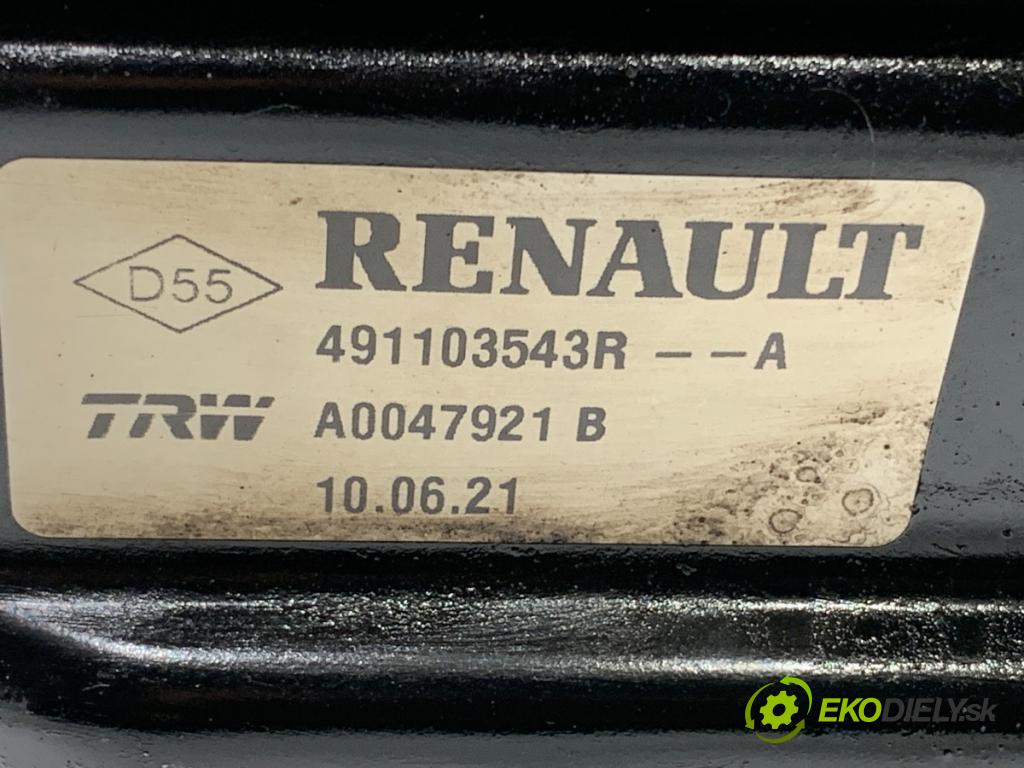 D55
RENAULT
491103543R -- A
TRW
A0047921 B
10.06.21
EKODIELY.sk